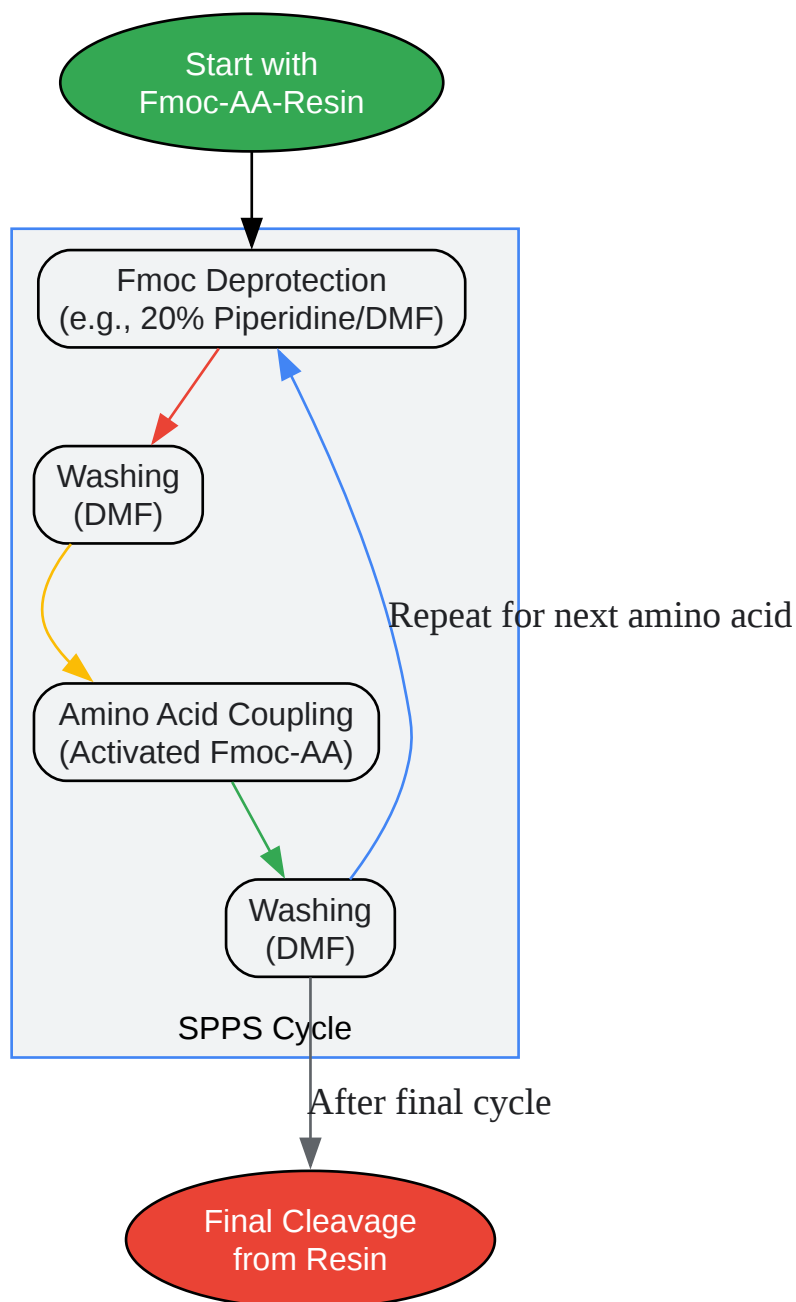 Start with
Fmoc-AA-Resin
Fmoc Deprotection
(e.g., 20% Piperidine/DMF)
Washing
(DMF)
Repeat for next amino acid
Amino Acid Coupling
(Activated Fmoc-AA)
Washing
(DMF)
SPPS Cycle
After final cycle
Final Cleavage
from Resin